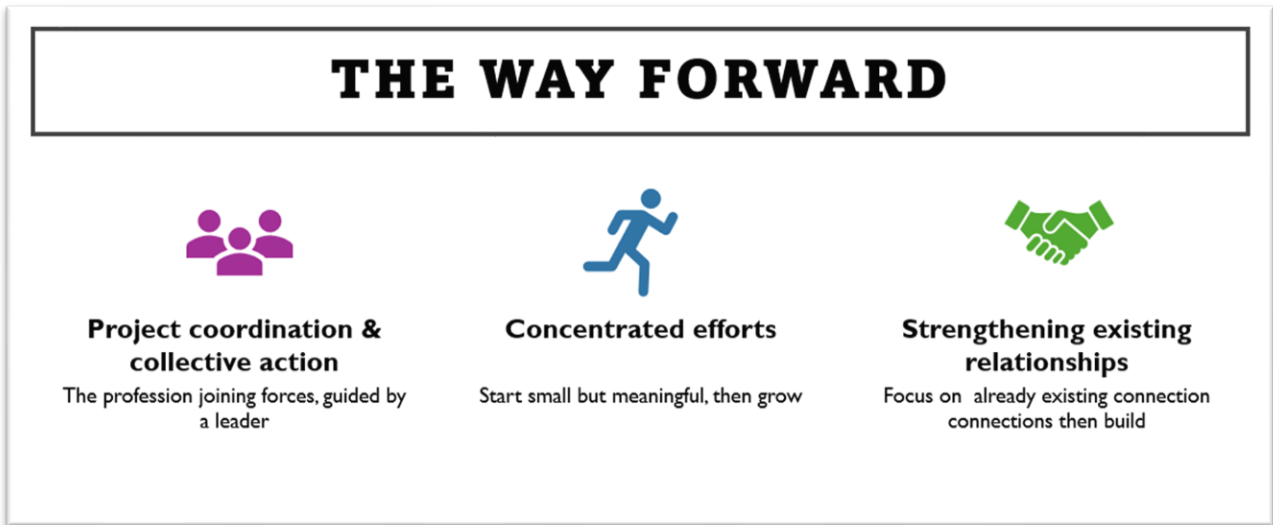 THE WAY FORWARD
Project coordination &
collective action
The profession joining forces, guided by
a leader
Concentrated efforts
Start small but meaningful, then grow
Strengthening existing
relationships
Focus on  already existing connection
connections then build